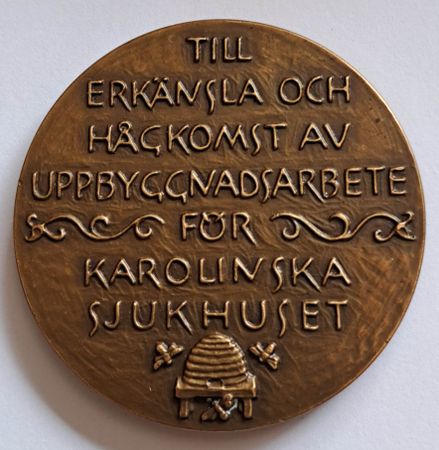 TILL
ERKÄNSLA OCH
HÅGKOMST AV
UPPBYGGNADSARBETE
FÖR
KAROLINSKA
SJUKHUSET